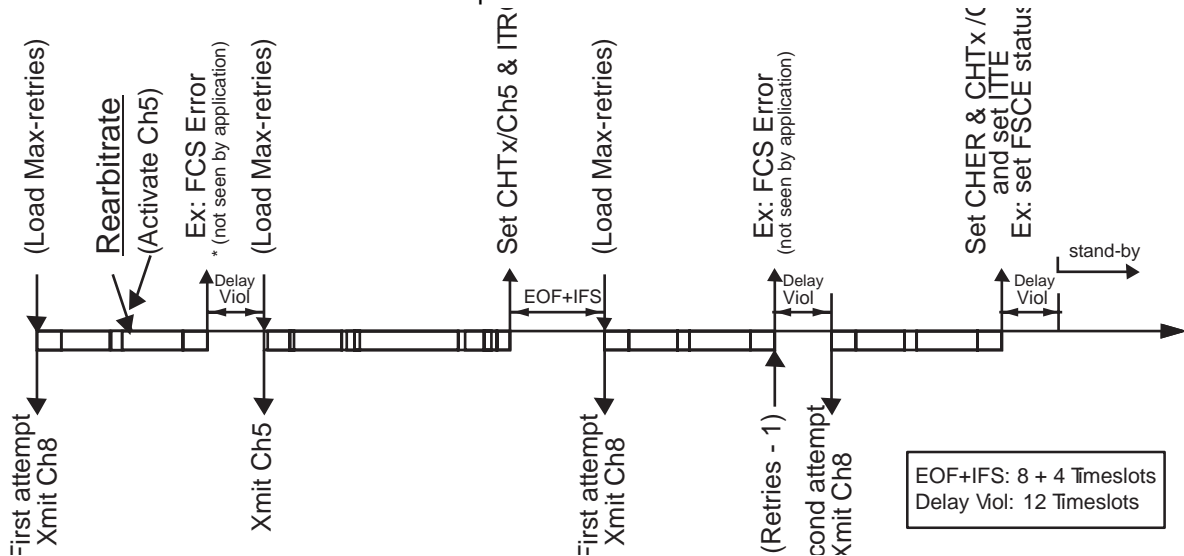 (Load Max-retries)
Rearbitrate
(Activate Ch5)
Ex: FCS Error
* (not seen by application)
(Load Max-retries)
Set CHTx/Ch5 &
(Load Max-retries)
Ex: FCS Error
(not seen by application)
Set CHER & CHTx
and set ITTE
Ex: set FSCE status
stand-by
Delay
Viol
EOF+IFS
Delay
Viol
Delay
Viol
First attempt
Xmit Ch8
Xmit Ch5
First attempt
Xmit Ch8
(Retries - 1)
attempt
Xmit Ch8
EOF+IFS: 8 + 4 Timeslots
Delay Viol: 12 Timeslots